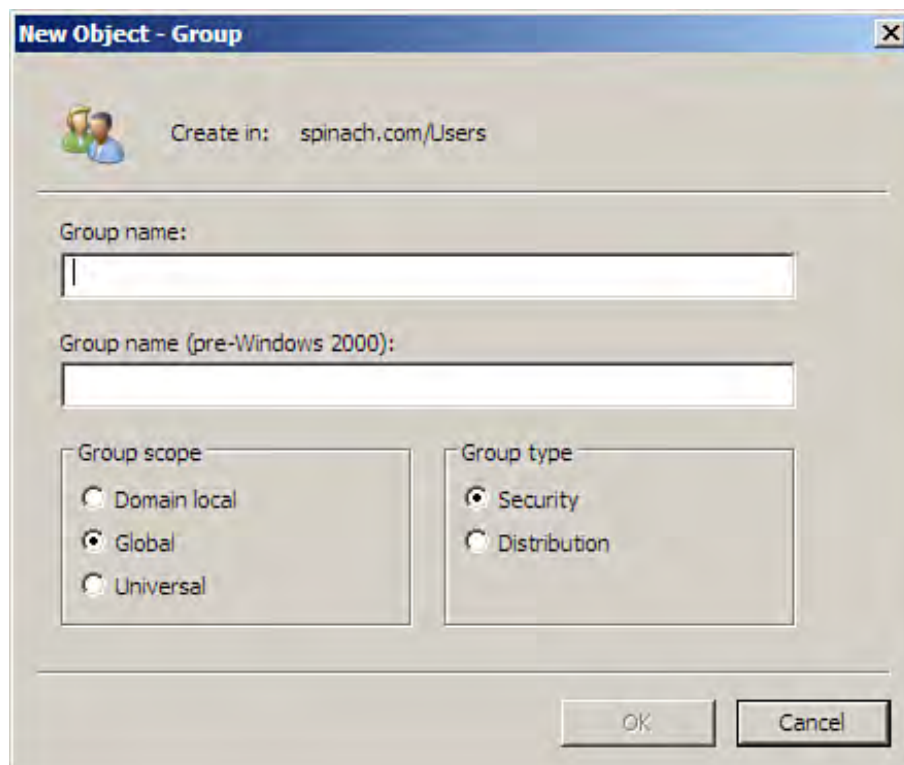 New Object - Group
Create in: spinach.com/Users
Group name:
Group name (pre-Windows 2000):
Group scope
Domain local
Global
Universal
Group type
Security
Distribution
OK
Cancel